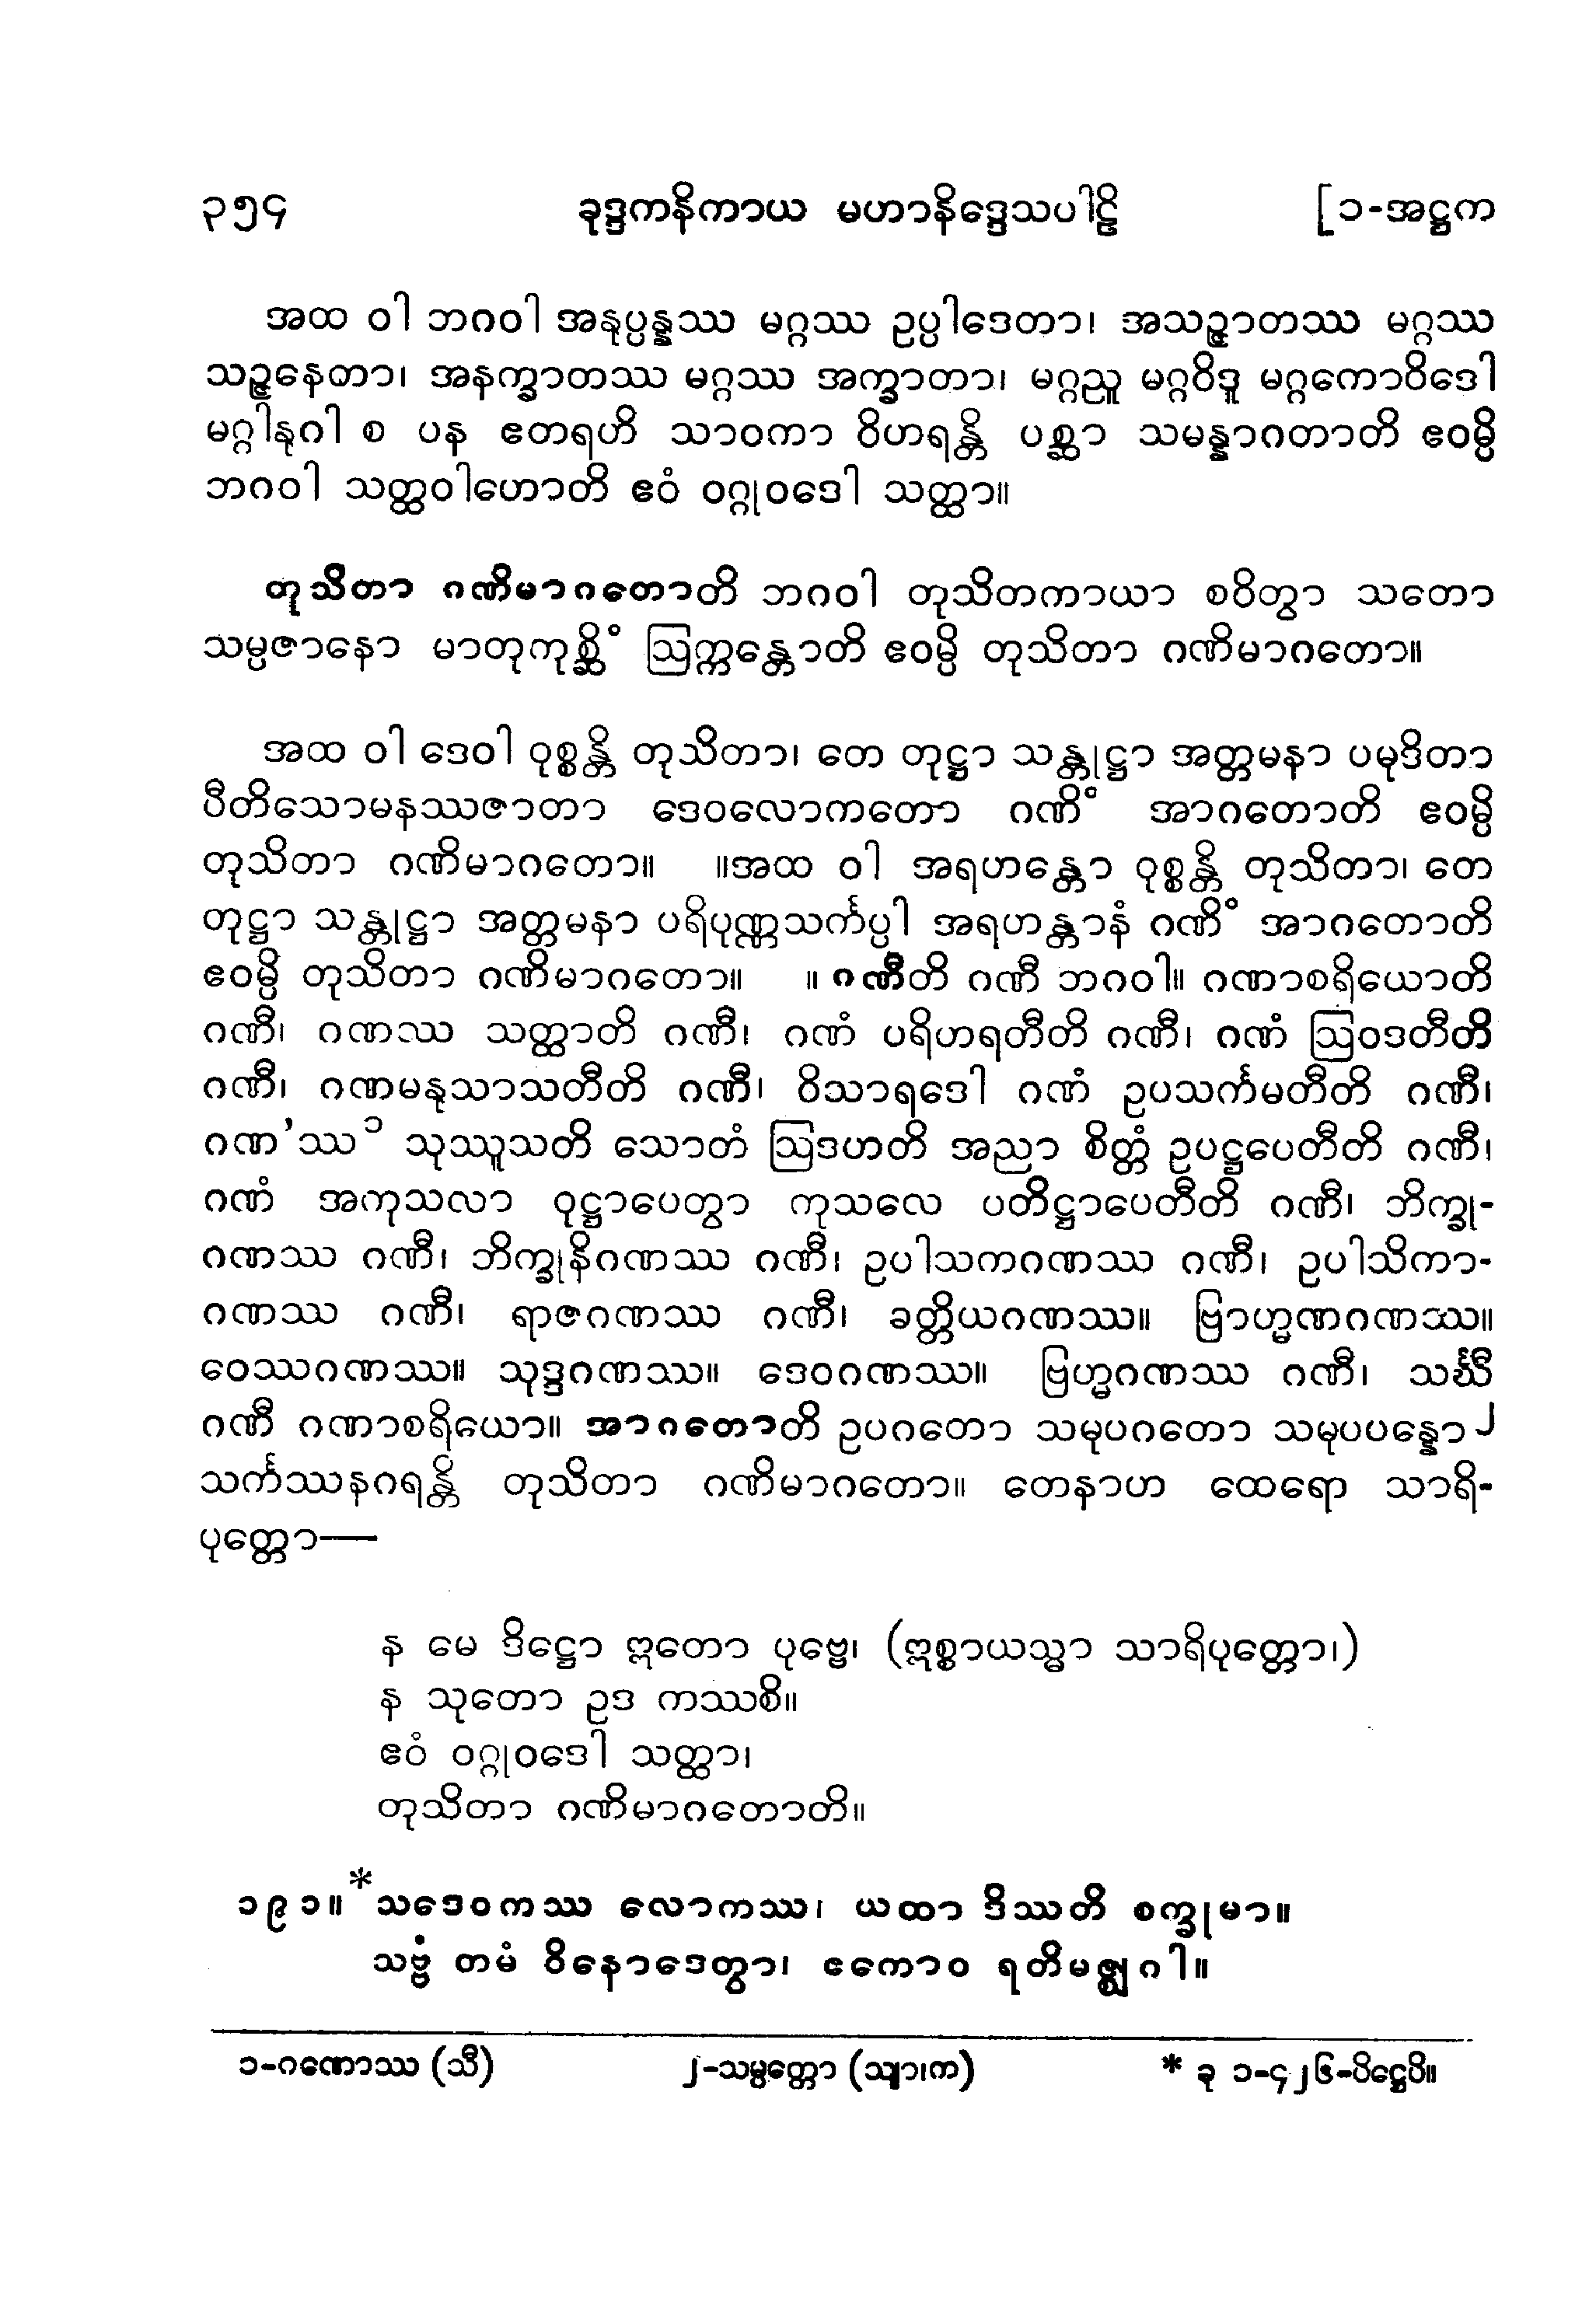 ၃၅၄ ခုဒ္ဒကနိကာယ မဟာနိဒ္ဒေသပါဠိ [၁-အဋ္ဌက
အထ ဝါ ဘဂဝါ အနုပ္ပန္နဿ မဂ္ဂဿ ဥပ္ပါဒေတာ၊ အသဉ္ဇာတဿ မဂ္ဂဿ
သဉ္ဇနေတာ၊ အနက္ခာတဿ မဂ္ဂဿ အက္ခာတာ၊ မဂ္ဂညူ မဂ္ဂဝိဒူ မဂ္ဂကောဝိဒေါ
မဂ္ဂါနုဂါ စ ပန ဧတရဟိ သာဝကာ ဝိဟရန္တိ ပစ္ဆာ သမန္နာဂတာတိ ဧဝမ္ပိ
ဘဂဝါ သတ္ထဝါဟောတိ ဧဝံ ဝဂ္ဂုဝဒေါ သတ္ထာ။
တုသိတာ ဂဏိမာဂတောတိ ဘဂဝါ တုသိတကာယာ စဝိတွာ သတော
သမ္ပဇာနော မာတုကုစ္ဆိံ ဩက္ကန္တောတိ ဧဝမ္ပိ တုသိတာ ဂဏိမာဂတော။
အထ ဝါ ဒေဝါ ဝုစ္စန္တိ တုသိတာ၊ တေ တုဋ္ဌာ သန္တုဋ္ဌာ အတ္တမနာ ပမုဒိတာ
ပီတိသောမနဿဇာတာ ဒေဝလောကတော ဂဏိံ အာဂတောတိ ဧဝမ္ပိ
တုသိတာ ဂဏိမာဂတော။ ။အထ ဝါ အရဟန္တော ဝုစ္စန္တိ တုသိတာ၊ တေ
တုဋ္ဌာ သန္တုဋ္ဌာ အတ္တမနာ ပရိပုဏ္ဏသင်္ကပ္ပါ အရဟန္တာနံ ဂဏိံ အာဂတောတိ
ဧဝမ္ပိ တုသိတာ ဂဏိမာဂတော။ ။ ဂဏီတိ ဂဏီ ဘဂဝါ။ ဂဏာစရိယောတိ
ဂဏီ၊ ဂဏဿ သတ္ထာတိ ဂဏီ၊ ဂဏံ ပရိဟရတီတိ ဂဏီ၊ ဂဏံ ဩဝဒတီတိ
ဂဏီ၊ ဂဏမနုသာသတီတိ ဂဏီ၊ ဝိသာရဒေါ ဂဏံ ဥပသင်္ကမတီတိ ဂဏီ၊
ဂဏ’ဿ ၁ သုဿူသတိ သောတံ ဩဒဟတိ အညာ စိတ္တံ ဥပဋ္ဌပေတီတိ ဂဏီ၊
ဂဏံ အကုသလာ ဝုဋ္ဌာပေတွာ ကုသလေ ပတိဋ္ဌာပေတီတိ ဂဏီ၊ ဘိက္ခု-
ဂဏဿ ဂဏီ၊ ဘိက္ခုနိဂဏဿ ဂဏီ၊ ဥပါသကဂဏဿ ဂဏီ၊ ဥပါသိကာ-
ဂဏဿ ဂဏီ၊ ရာဇဂဏဿ ဂဏီ၊ ခတ္တိယဂဏဿ။ ဗြာဟ္မဏဂဏဿ။
ဝေဿဂဏဿ။ သုဒ္ဒဂဏဿ။ ဒေဝဂဏဿ။ ဗြဟ္မဂဏဿ ဂဏီ၊ သင်္ဃီ
ဂဏီ ဂဏာစရိယော။ အာဂတောတိ ဥပဂတော သမုပဂတော သမုပပန္နော ၂
သင်္ကဿနဂရန္တိ တုသိတာ ဂဏိမာဂတော။ တေနာဟ ထေရော သာရိ-
ပုတ္တော—
န မေ ဒိဋ္ဌော ဣတော ပုဗ္ဗေ၊ (ဣစ္စာယသ္မာ သာရိပုတ္တော၊)
န သုတော ဥဒ ကဿစိ။
ဧဝံ ဝဂ္ဂုဝဒေါ သတ္ထာ၊
တုသိတာ ဂဏိမာဂတောတိ။
၁၉၁။ * သဒေဝကဿ လောကဿ၊ ယထာ ဒိဿတိ စက္ခုမာ။
သဗ္ဗံ တမံ ဝိနောဒေတွာ၊ ဧကောဝ ရတိမဇ္ဈဂါ။
၁-ဂဏောဿ (သီ) ၂-သမ္ပတ္တော (သျာ၊က) * ခု ၁-၄၂၆-ပိဋ္ဌေပိ။